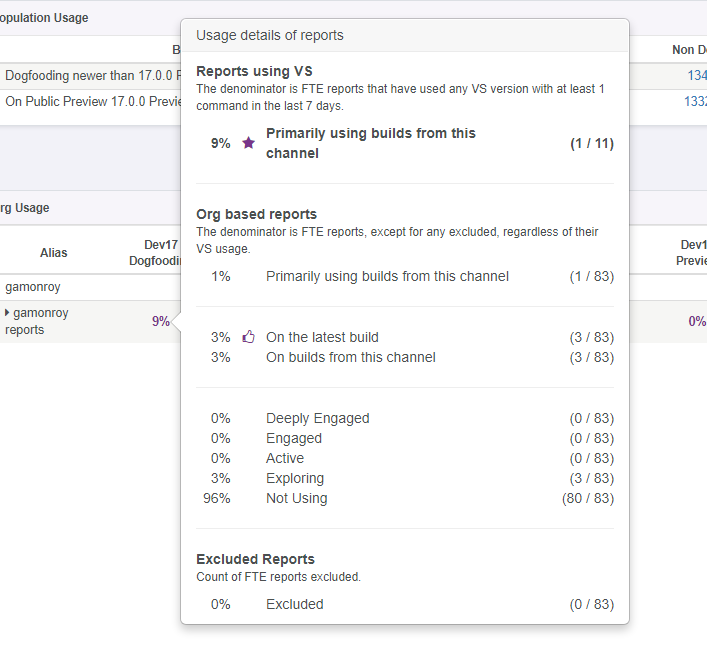 opulation Usage
Usage details of reports
B
Non D
Dogfooding newer than 17.0.0 F
134
On Public Preview 17.0.0 Previe
1332
Reports using VS
The denominator is FTE reports that have used any VS version with at least 1
command in the last 7 days.
9% Primarily using builds from this
channel (1 / 11)
Org based reports
The denominator is FTE reports, except for any excluded, regardless of their
VS usage.
1% Primarily using builds from this channel (1 / 83)
3% On the latest build (3 / 83)
3% On builds from this channel (3 / 83)
0% Deeply Engaged (0 / 83)
0% Engaged (0 / 83)
0% Active (0 / 83)
3% Exploring (3 / 83)
96% Not Using (80 / 83)
Excluded Reports
Count of FTE reports excluded.
0% Excluded (0 / 83)
rg Usage
Alias
Dev17
Dogfoodi
Dev1
Previe
gamonroy
gamonroy
reports
9%
0%